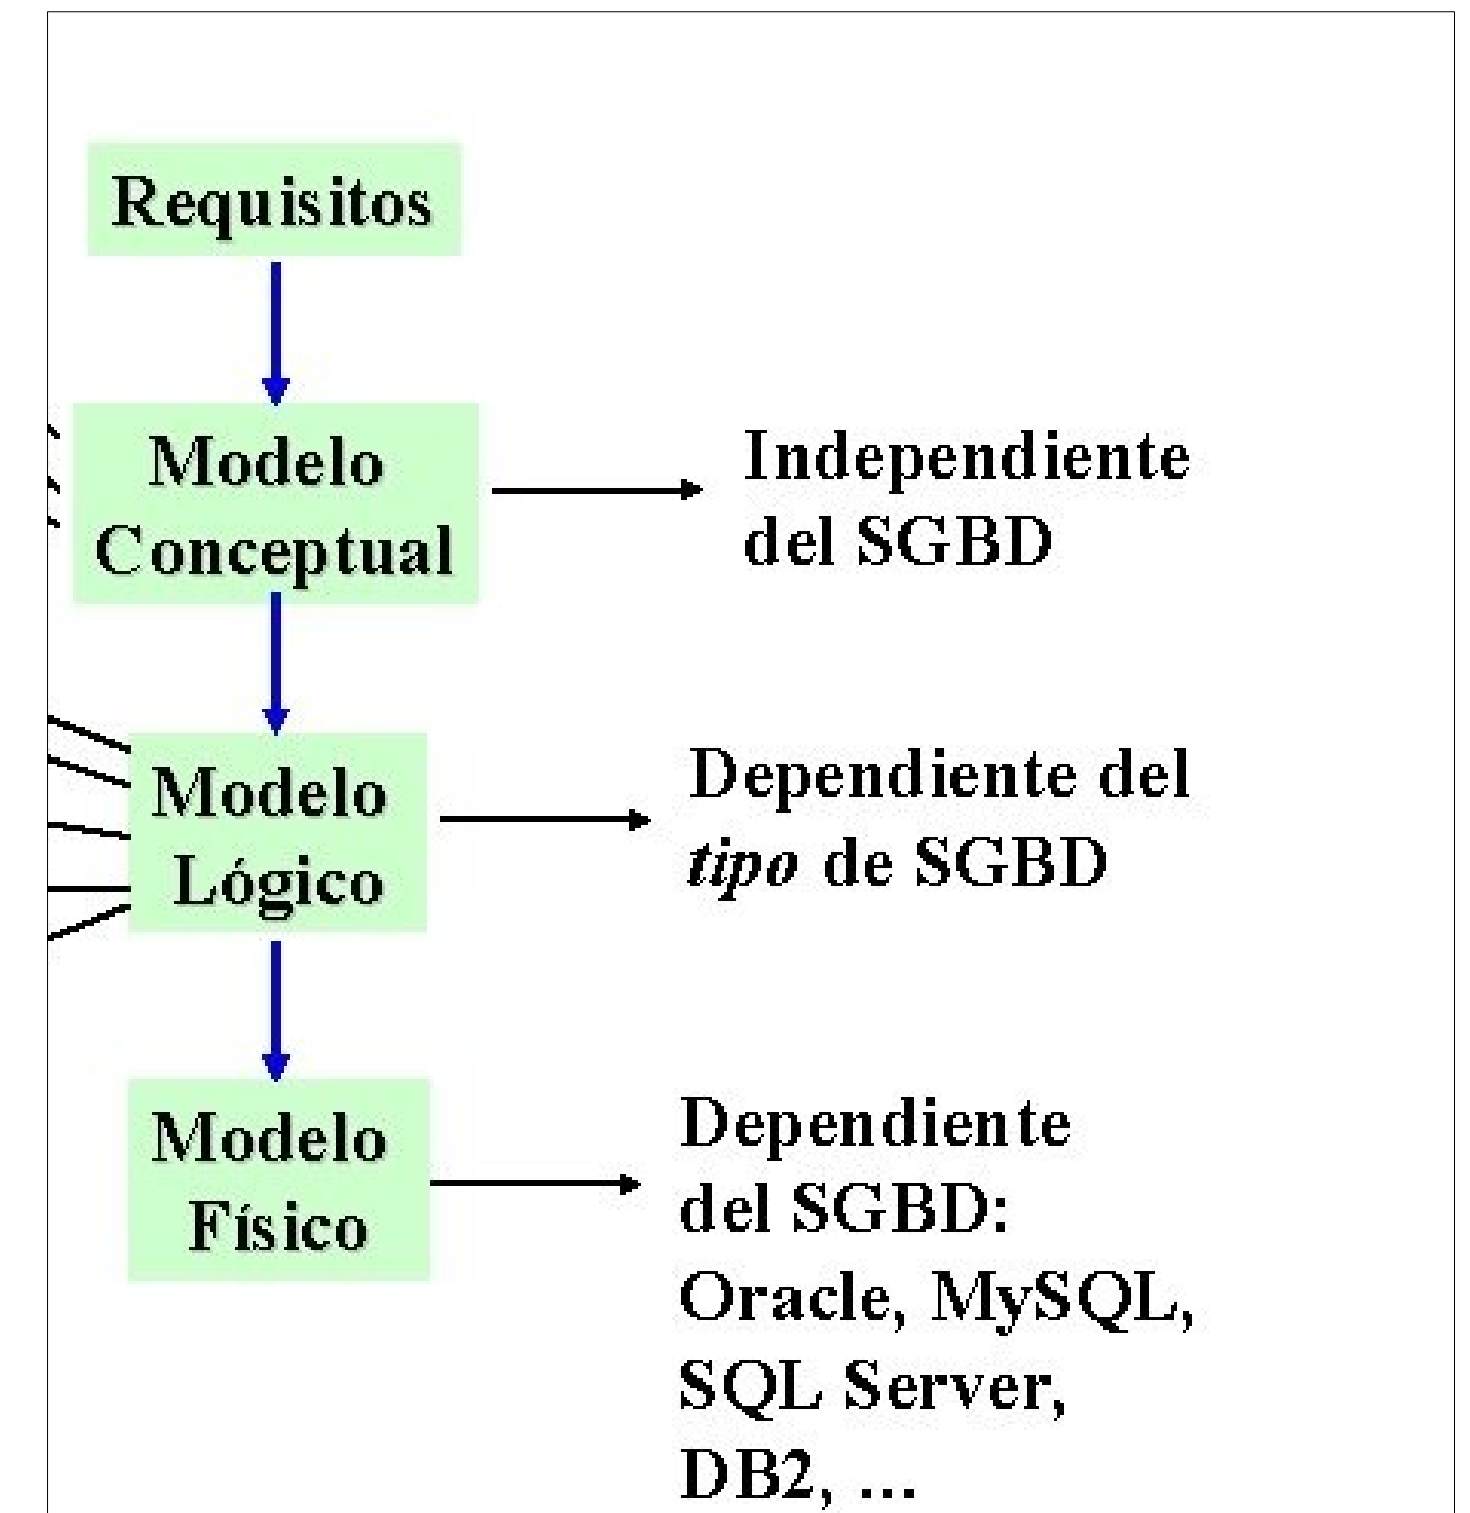 Requisitos
Modelo
Conceptual
Independiente
del SGBD
Modelo
Lógico
Dependiente del
tipo de SGBD
Modelo
Físico
Dependiente
del SGBD:
Oracle, MySQL,
SQL Server,
DB2, ...